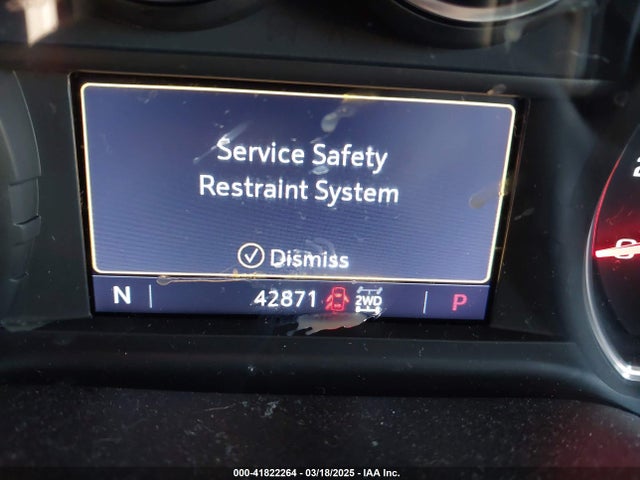 Service Safety
Restraint System
Dismiss
N 42871 2WD P
000-41822264 - 03/18/2025 - IAA Inc.